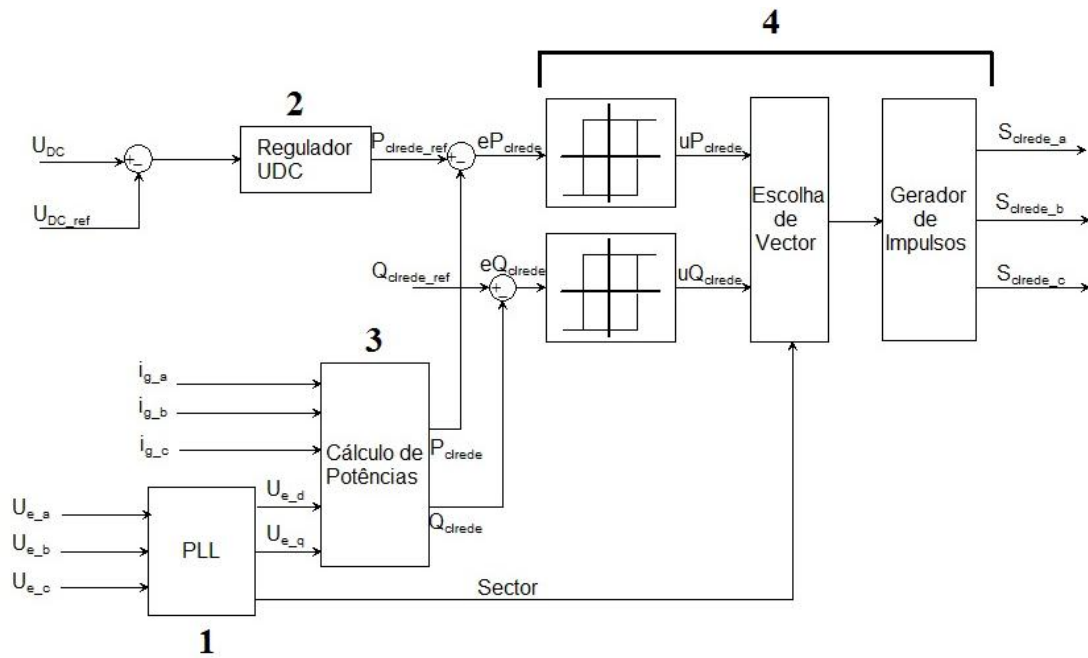 4
2
U_DC
+
−
Regulador
UDC
P_clrede_ref
+
−
eP_clrede
uP_clrede
S_clrede_a
U_DC_ref
Escolha
de
Vector
Gerador
de
Impulsos
S_clrede_b
Q_clrede_ref
+
−
eQ_clrede
uQ_clrede
S_clrede_c
3
i_g_a
i_g_b
i_g_c
Cálculo de
Potências
P_clrede
Q_clrede
U_e_a
U_e_b
U_e_c
PLL
U_e_d
U_e_q
Sector
1